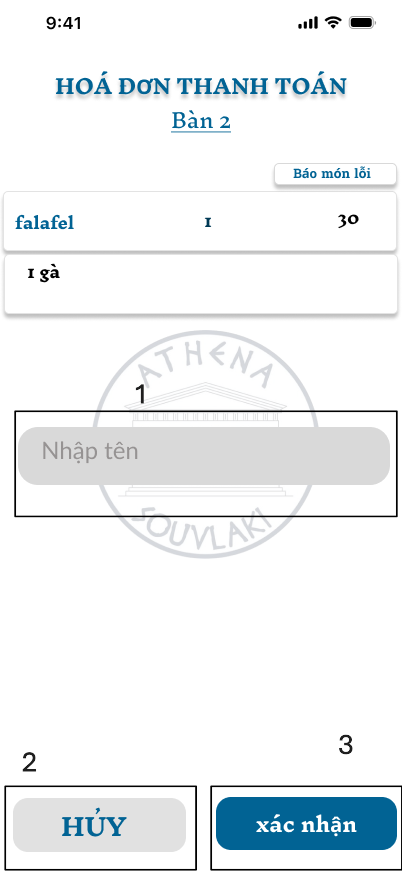 9:41
HOÁ ĐƠN THANH TOÁN
Bàn 2
Báo món lỗi
falafel 1 30
1 gà
ATHENA
1
Nhập tên
SOUVLAKI
2
3
HỦY
xác nhận